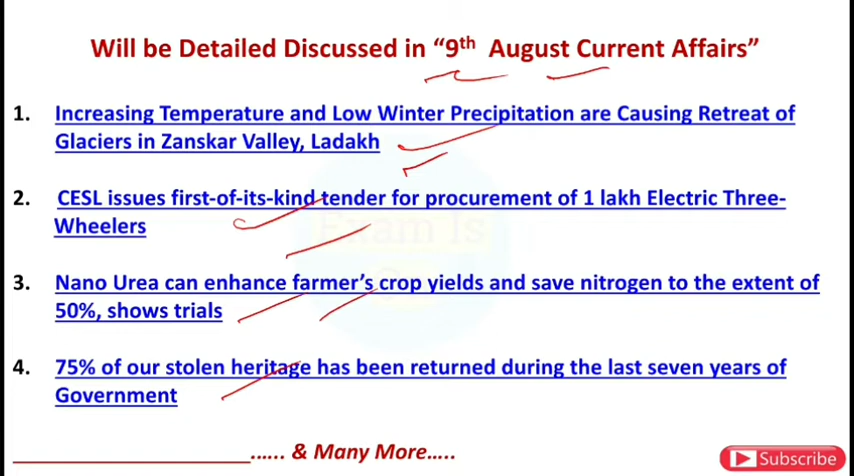 Will be Detailed Discussed in “9th August Current Affairs”
1. Increasing Temperature and Low Winter Precipitation are Causing Retreat of
Glaciers in Zanskar Valley, Ladakh
2. CESL issues first-of-its-kind tender for procurement of 1 lakh Electric Three-
Wheelers
Exam Is
3. Nano Urea can enhance farmer’s crop yields and save nitrogen to the extent of
50%, shows trials
4. 75% of our stolen heritage has been returned during the last seven years of
Government
...... & Many More.....
Subscribe